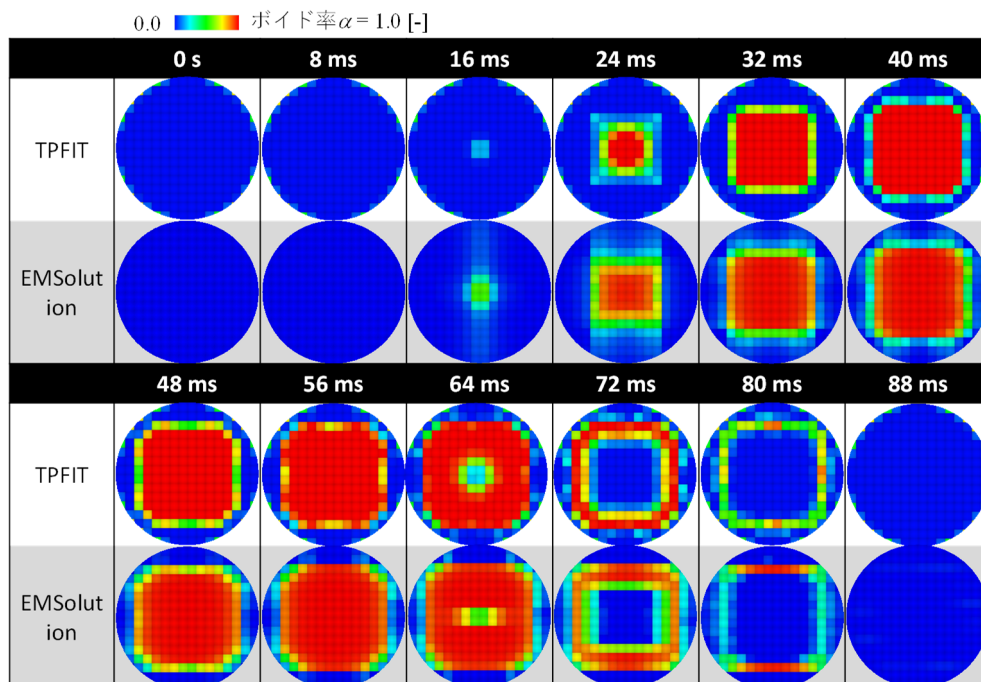 0.0 ボイド率α = 1.0 [-]
0 s 8 ms 16 ms 24 ms 32 ms 40 ms
TPFIT
EMSolut
ion
48 ms 56 ms 64 ms 72 ms 80 ms 88 ms
TPFIT
EMSolut
ion